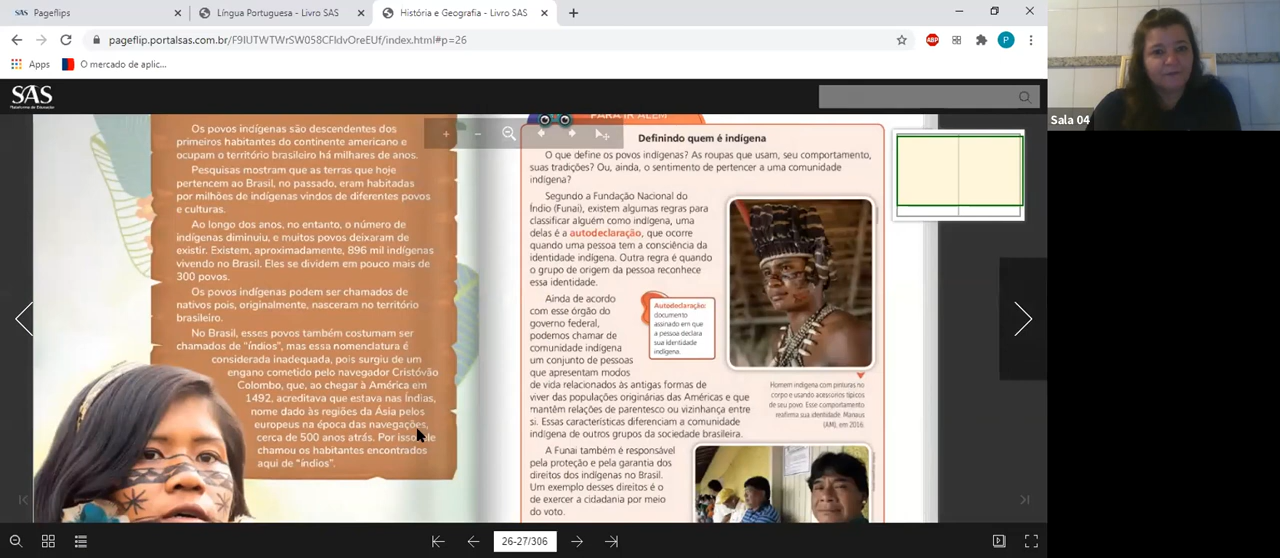 Pageflips
Língua Portuguesa - Livro SAS
História e Geografia - Livro SAS
pageflip.portalsas.com.br/F9IUTWTWrSW058CFIdvOreEUf/index.html#p=26
ABP
P
Apps
O mercado de aplic...
SAS
Plataforma de Educação
Sala 04
Os povos indígenas são descendentes dos
primeiros habitantes do continente americano e
ocupam o território brasileiro há milhares de anos.
Pesquisas mostram que as terras que hoje
pertencem ao Brasil, no passado, eram habitadas
por milhões de indígenas vindos de diferentes povos
e culturas.
Ao longo dos anos, no entanto, o número de
indígenas diminuiu, e muitos povos deixaram de
existir. Existem, aproximadamente, 896 mil indígenas
vivendo no Brasil. Eles se dividem em pouco mais de
300 povos.
Os povos indígenas podem ser chamados de
nativos pois, originalmente, nasceram no território
brasileiro.
No Brasil, esses povos também costumam ser
chamados de "índios", mas essa nomenclatura é
considerada inadequada, pois surgiu de um
engano cometido pelo navegador Cristóvão
Colombo, que, ao chegar à América em
1492, acreditava que estava nas Índias,
nome dado às regiões da Ásia pelos
europeus na época das navegações,
cerca de 500 anos atrás. Por isso, ele
chamou os habitantes encontrados
aqui de "índios".
PARA IR ALÉM
Definindo quem é indígena
O que define os povos indígenas? As roupas que usam, seu comportamento,
suas tradições? Ou, ainda, o sentimento de pertencer a uma comunidade
indígena?
Segundo a Fundação Nacional do
Índio (Funai), existem algumas regras para
classificar alguém como indígena, uma
delas é a autodeclaração, que ocorre
quando uma pessoa tem a consciência da
identidade indígena. Outra regra é quando
o grupo de origem da pessoa reconhece
essa identidade.
Ainda de acordo
com esse órgão do
governo federal,
podemos chamar de
comunidade indígena
um conjunto de pessoas
que apresentam modos
de vida relacionados às antigas formas de
viver das populações originárias das Américas e que
mantêm relações de parentesco ou vizinhança entre
si. Essas características diferenciam a comunidade
indígena de outros grupos da sociedade brasileira.
A Funai também é responsável
pela proteção e pela garantia dos
direitos dos indígenas no Brasil.
Um exemplo desses direitos é o
de exercer a cidadania por meio
do voto.
Autodeclaração:
documento
assinado em que
a pessoa declara
sua identidade
indígena.
Homem indígena com pinturas no
corpo e usando acessórios típicos
de seu povo. Esse comportamento
reafirma sua identidade. Manaus
(AM), em 2016.
26-27/306